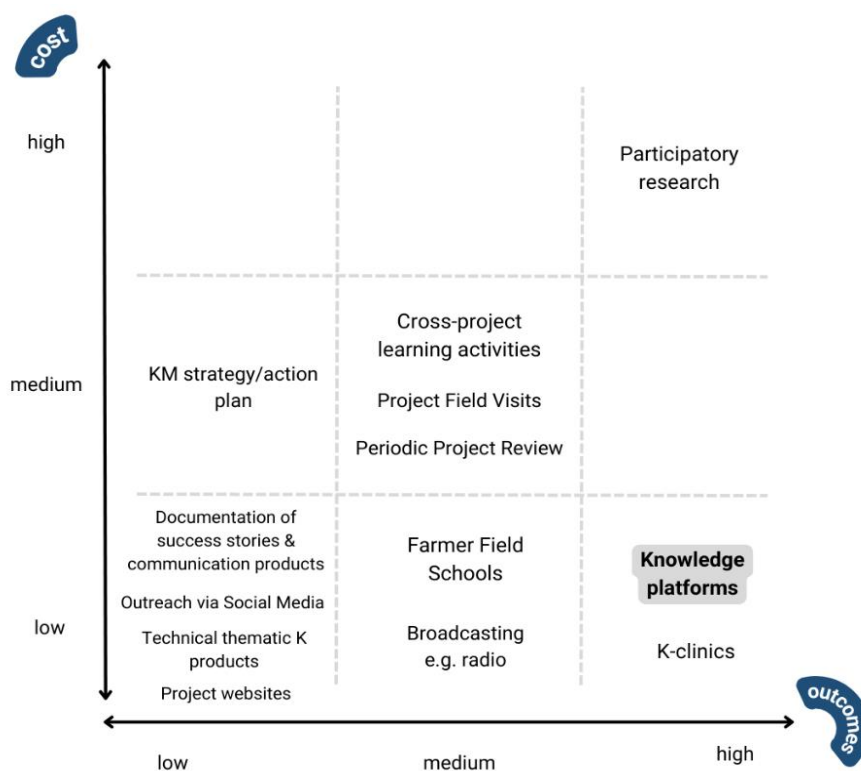 cost
high
Participatory
research
medium
KM strategy/action
plan
Cross-project
learning activities
Project Field Visits
Periodic Project Review
low
Documentation of
success stories &
communication products
Outreach via Social Media
Technical thematic K
products
Project websites
Farmer Field
Schools
Broadcasting
e.g. radio
Knowledge
platforms
K-clinics
outcomes
low
medium
high